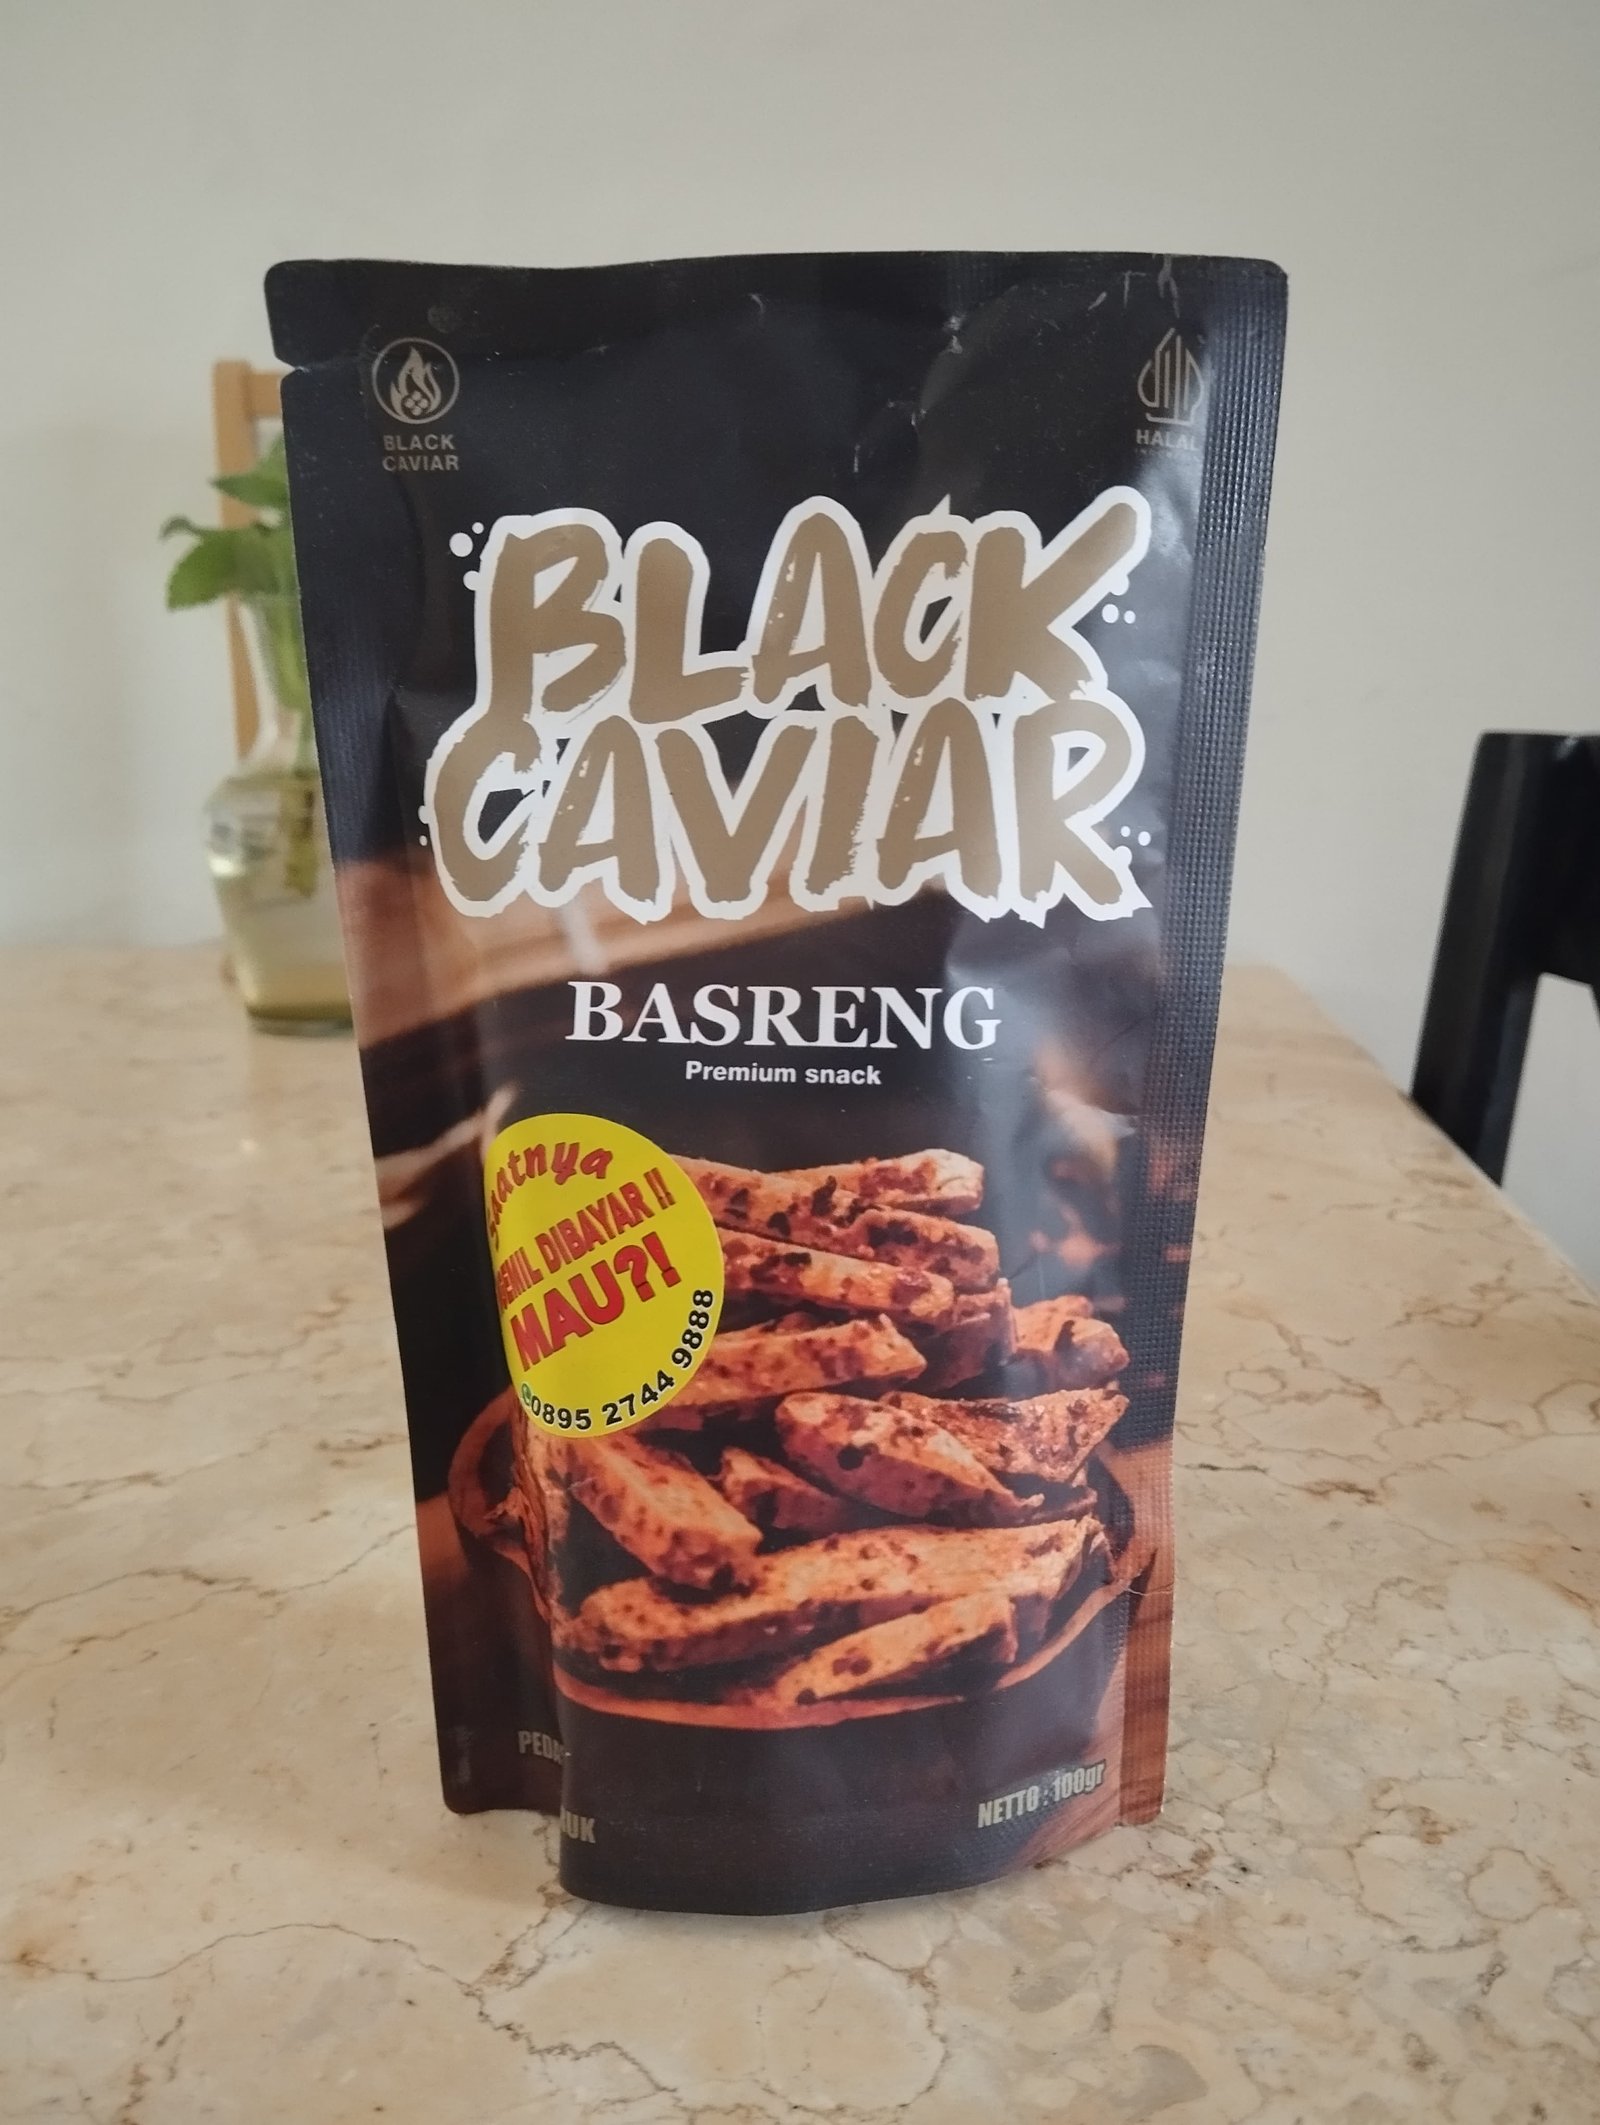 BLACK
CAVIAR
HALAL
BLACK
CAVIAR
BASRENG
Premium snack
DIBAYAR !!
MAU?!
0895 2744 9888
NETTO : 100gr